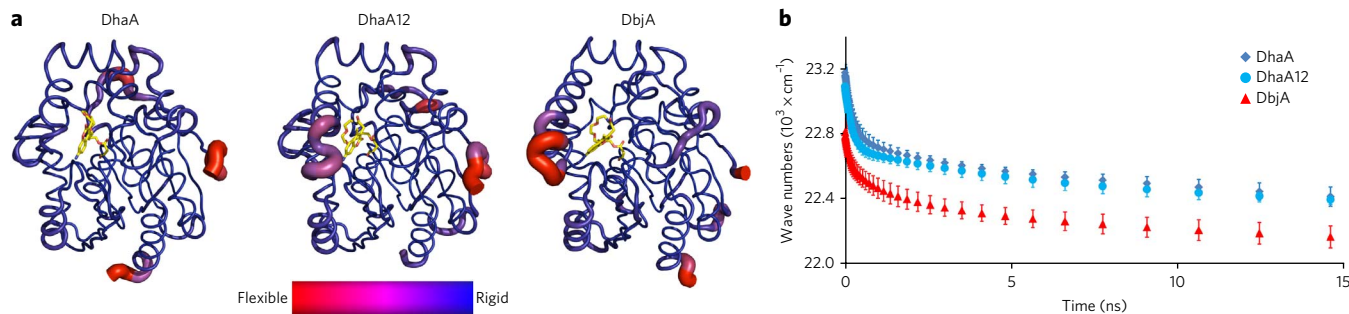 a
DhaA
DhaA12
DbjA
Flexible
Rigid
b
Wave numbers (10³ × cm⁻¹)
23.2
22.8
22.4
22.0
0
5
10
15
Time (ns)
DhaA
DhaA12
DbjA